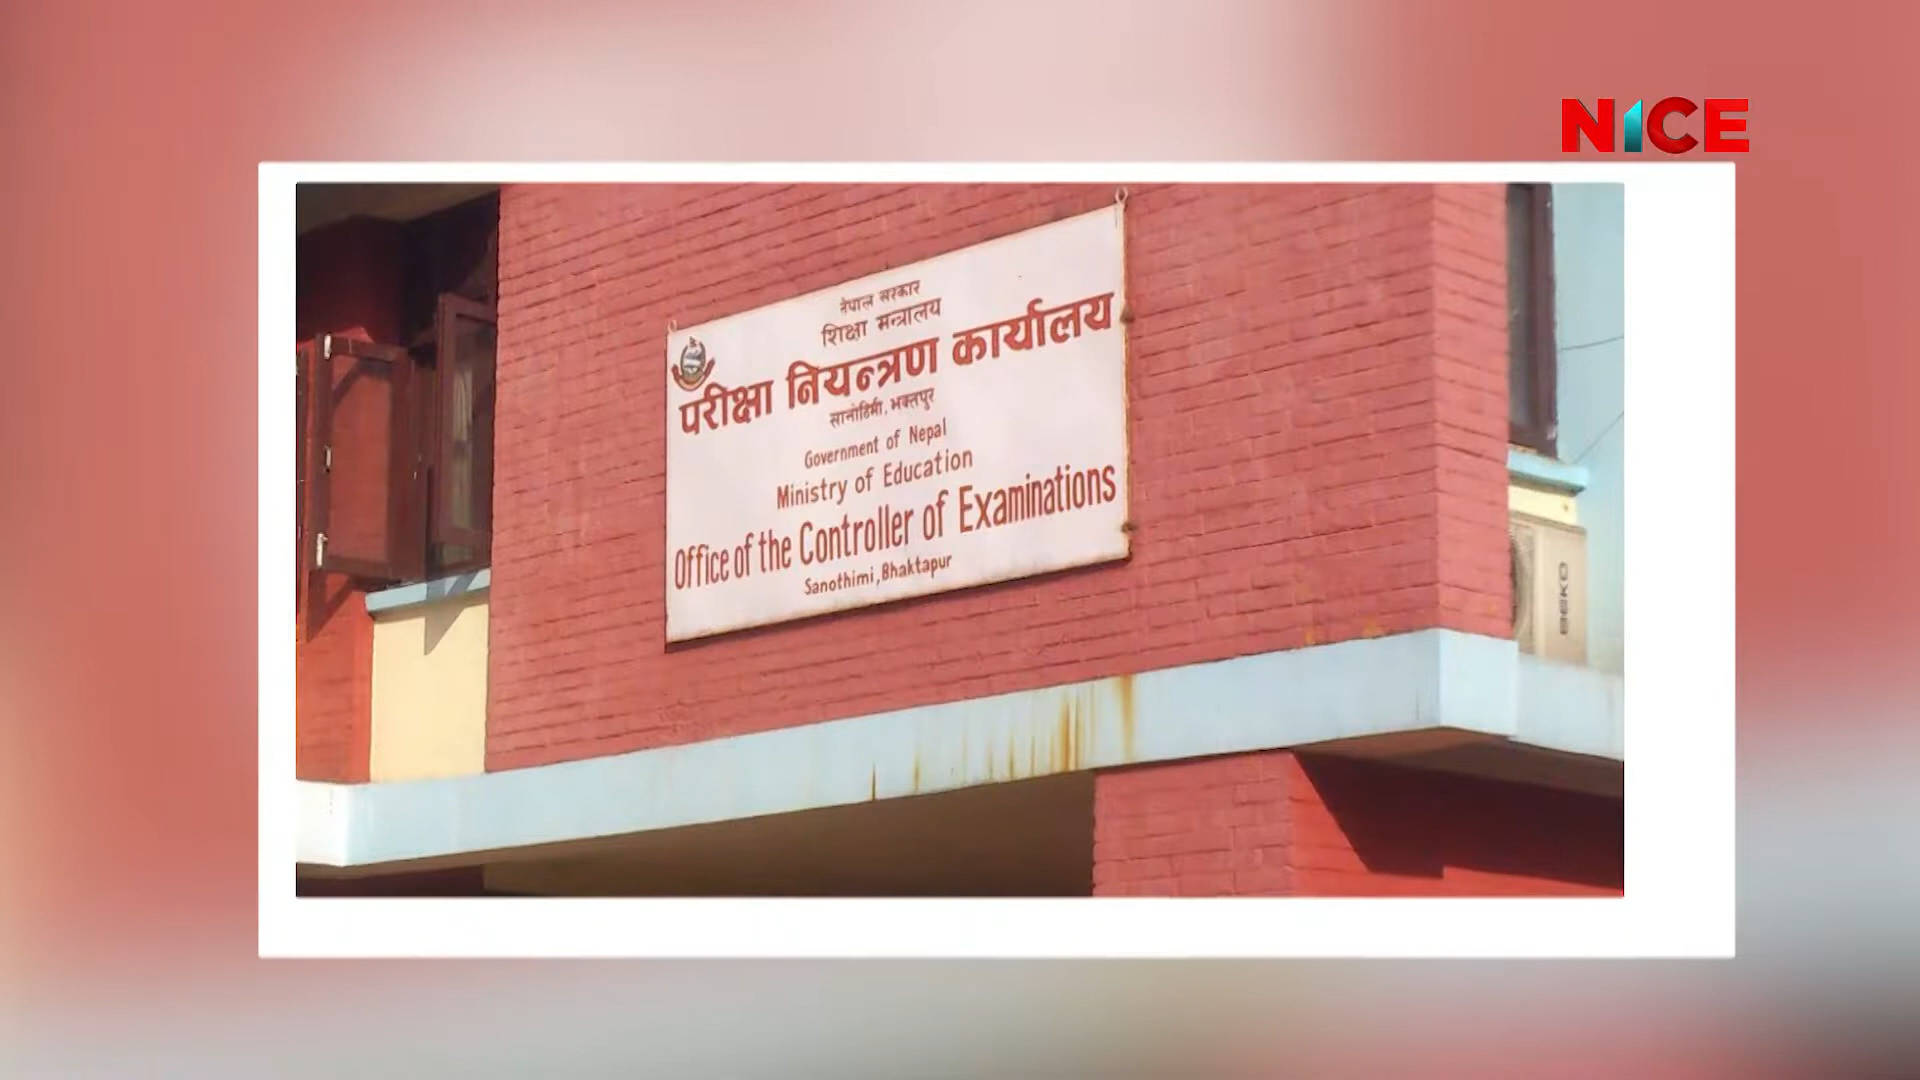 NICE
नेपाल सरकार
शिक्षा मन्त्रालय
परीक्षा नियन्त्रण कार्यालय
सानोठिमी, भक्तपुर
Government of Nepal
Ministry of Education
Office of the Controller of Examinations
Sanothimi, Bhaktapur
BEKO